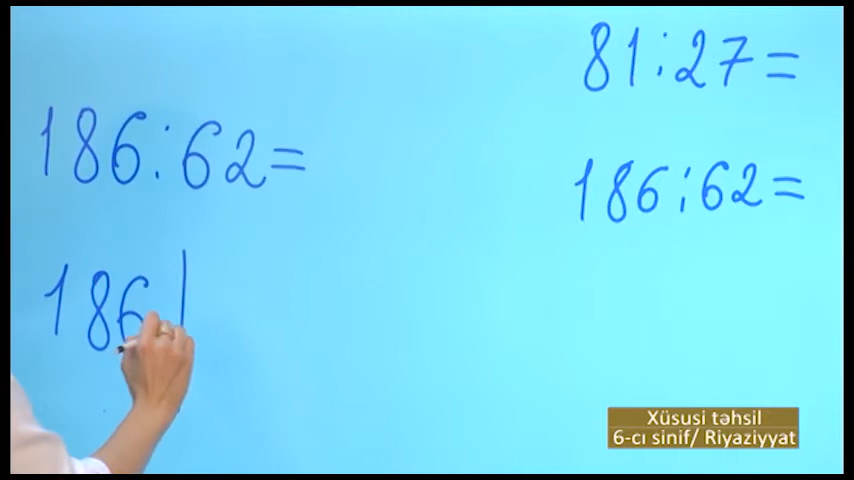 81:27=
186:62=
186:62=
186
Xüsusi təhsil
6-cı sinif/ Riyaziyyat